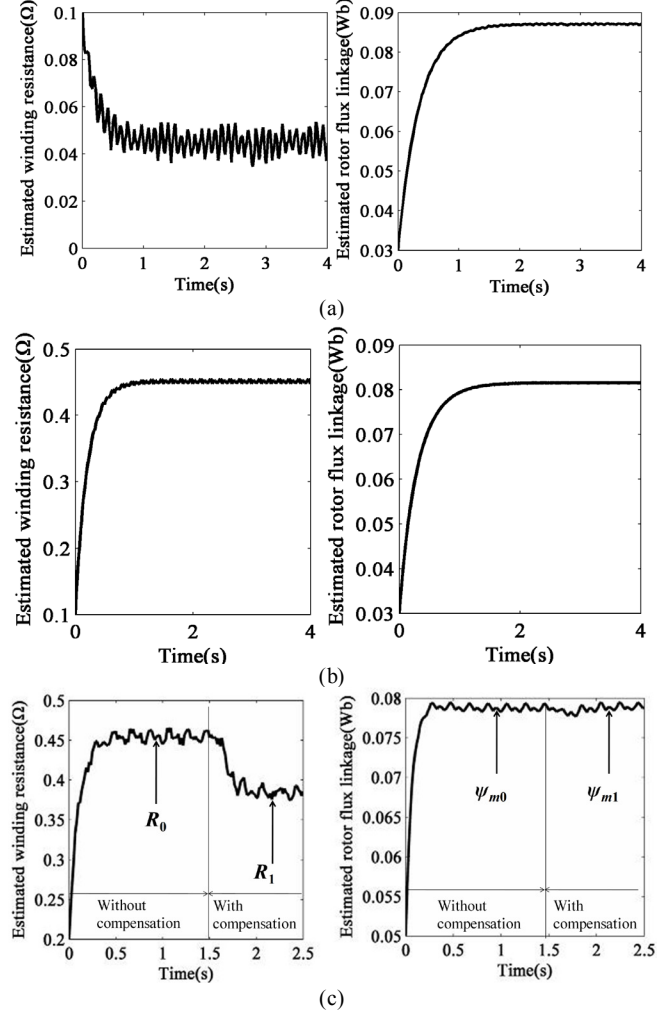 Estimated winding resistance(Ω)
0.1
0.08
0.06
0.04
0.02
0
0 1 2 3 4
Time(s)
Estimated rotor flux linkage(Wb)
0.09
0.08
0.07
0.06
0.05
0.04
0.03
0 1 2 3 4
Time(s)
(a)
Estimated winding resistance(Ω)
0.5
0.4
0.3
0.4
0.1
0 2 4
Time(s)
Estimated rotor flux linkage(Wb)
0.09
0.08
0.07
0.06
0.05
0.04
0.03
0 2 4
Time(s)
(b)
Estimated winding resistance(Ω)
0.5
0.45
0.4
0.35
0.3
0.25
0.2
R0
R1
Without compensation
With compensation
0 0.5 1 1.5 2 2.5
Time(s)
Estimated rotor flux linkage(Wb)
0.08
0.075
0.07
0.065
0.06
0.055
0.05
ψm0
ψm1
Without compensation
With compensation
0 0.5 1 1.5 2 2.5
Time(s)
(c)